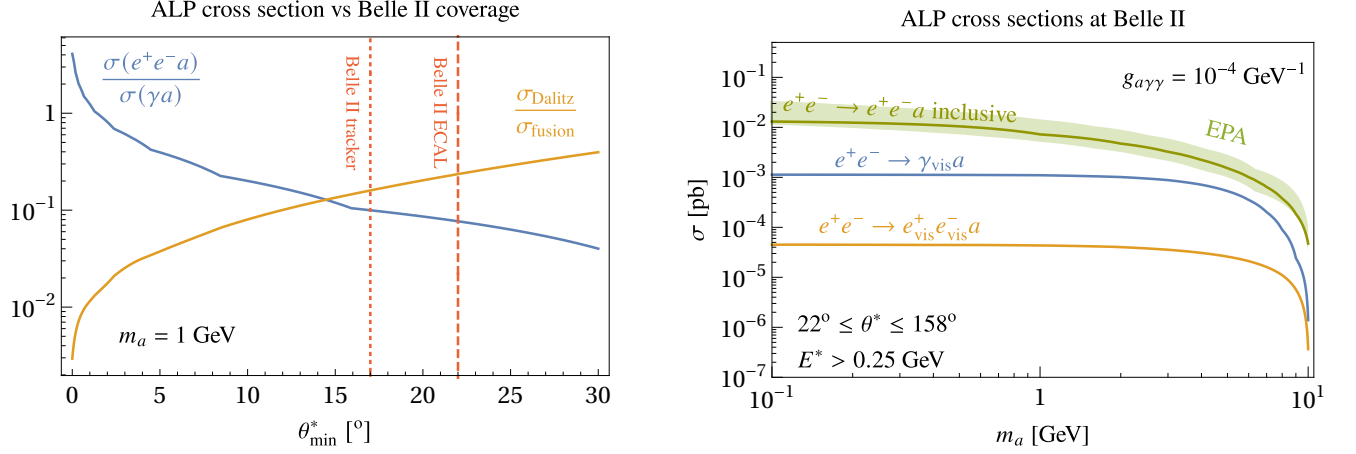 ALP cross section vs Belle II coverage
σ(e⁺e⁻a)
σ(γa)
Belle II tracker
Belle II ECAL
σ_Dalitz
σ_fusion
1
10⁻¹
10⁻²
m_a = 1 GeV
0 5 10 15 20 25 30
θ*_min [°]
ALP cross sections at Belle II
g_aγγ = 10⁻⁴ GeV⁻¹
e⁺e⁻ → e⁺e⁻a inclusive
EPA
e⁺e⁻ → γ_vis a
e⁺e⁻ → e⁺_vis e⁻_vis a
σ [pb]
10⁻¹
10⁻²
10⁻³
10⁻⁴
10⁻⁵
10⁻⁶
10⁻⁷
22° ≤ θ* ≤ 158°
E* > 0.25 GeV
10⁻¹ 1 10¹
m_a [GeV]